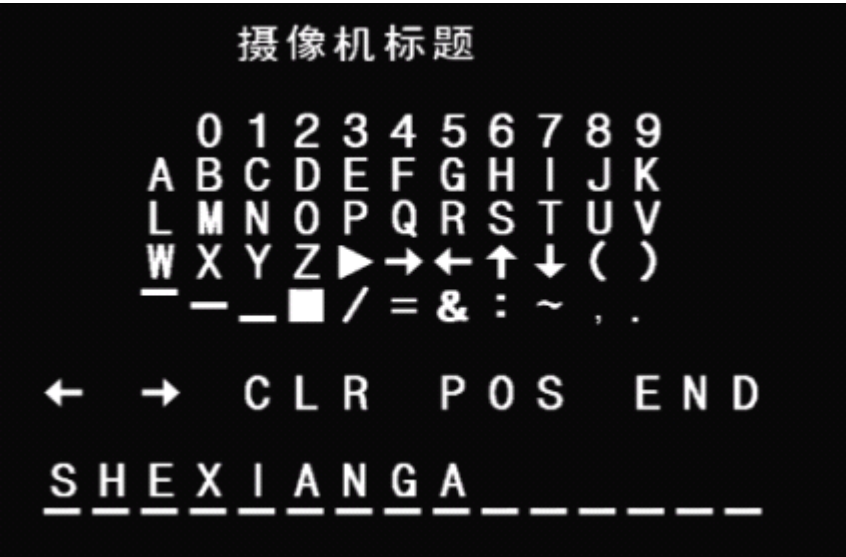 摄像机标题
0 1 2 3 4 5 6 7 8 9
A B C D E F G H I J K
L M N O P Q R S T U V
W X Y Z ▶ → ← ↑ ↓ ( )
¯ - _ ■ / = & : ~ , .
← → CLR POS END
SHEXIANGA